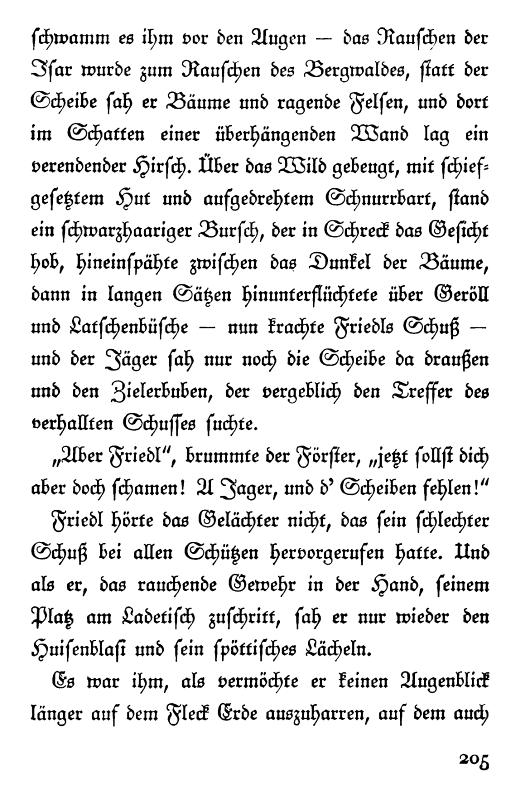 schwamm es ihm vor den Augen — das Rauschen der
Isar wurde zum Rauschen des Bergwaldes, statt der
Scheibe sah er Bäume und ragende Felsen, und dort
im Schatten einer überhängenden Wand lag ein
verendender Hirsch. Über das Wild gebeugt, mit schief-
gesetztem Hut und aufgedrehtem Schnurrbart, stand
ein schwarzhaariger Bursch, der in Schreck das Gesicht
hob, hineinspähte zwischen das Dunkel der Bäume,
dann in langen Sätzen hinunterflüchtete über Geröll
und Latschenbüsche — nun krachte Friedls Schuß —
und der Jäger sah nur noch die Scheibe da draußen
und den Zielerbuben, der vergeblich den Treffer des
verhallten Schusses suchte.
„Aber Friedl“, brummte der Förster, „jetzt sollst dich
aber doch schamen! A Jager, und d' Scheiben fehlen!“
Friedl hörte das Gelächter nicht, das sein schlechter
Schuß bei allen Schützen hervorgerufen hatte. Und
als er, das rauchende Gewehr in der Hand, seinem
Platz am Ladetisch zuschritt, sah er nur wieder den
Huisenblasi und sein spöttisches Lächeln.
Es war ihm, als vermöchte er keinen Augenblick
länger auf dem Fleck Erde auszuharren, auf dem auch
205